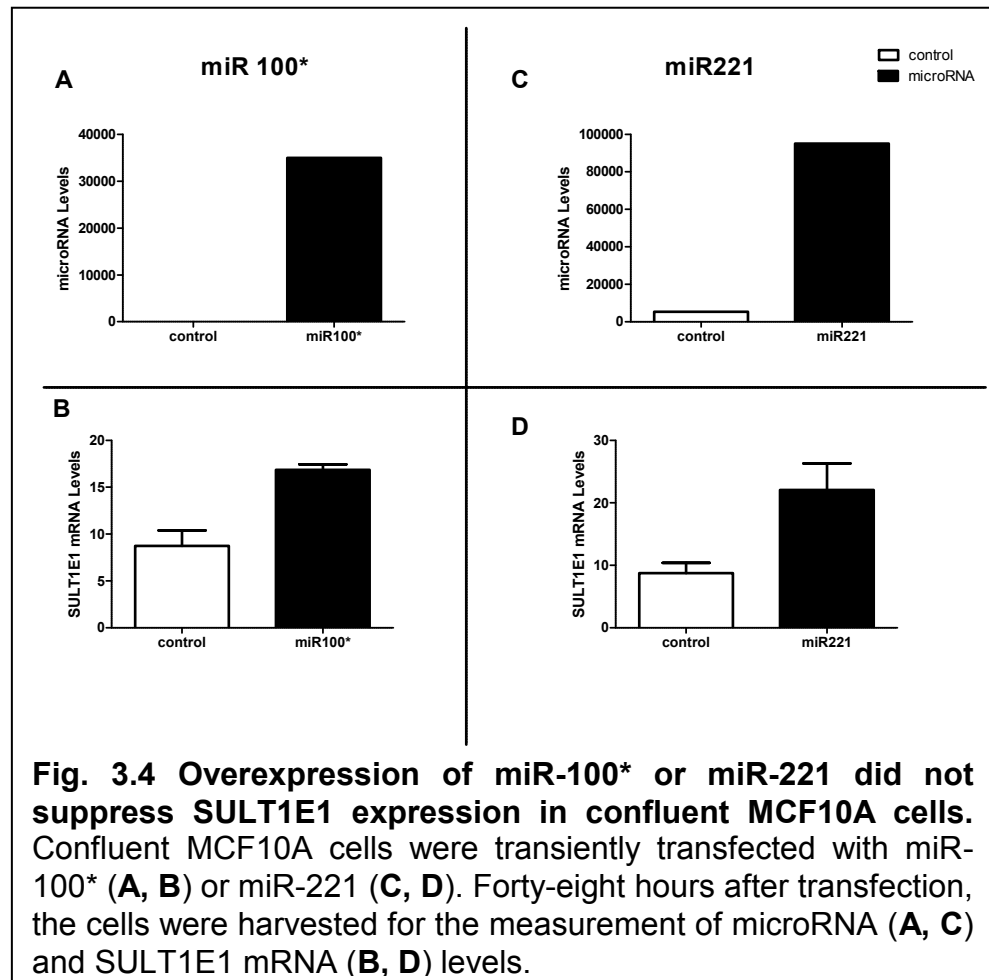 miR 100*
miR221
control
microRNA
A
microRNA Levels
40000
30000
20000
10000
0
control
miR100*
C
microRNA Levels
100000
80000
60000
40000
20000
0
control
miR221
B
SULT1E1 mRNA Levels
20
15
10
5
0
control
miR100*
D
SULT1E1 mRNA Levels
30
20
10
0
control
miR221
Fig. 3.4 Overexpression of miR-100* or miR-221 did not
suppress SULT1E1 expression in confluent MCF10A cells.
Confluent MCF10A cells were transiently transfected with miR-
100* (A, B) or miR-221 (C, D). Forty-eight hours after transfection,
the cells were harvested for the measurement of microRNA (A, C)
and SULT1E1 mRNA (B, D) levels.